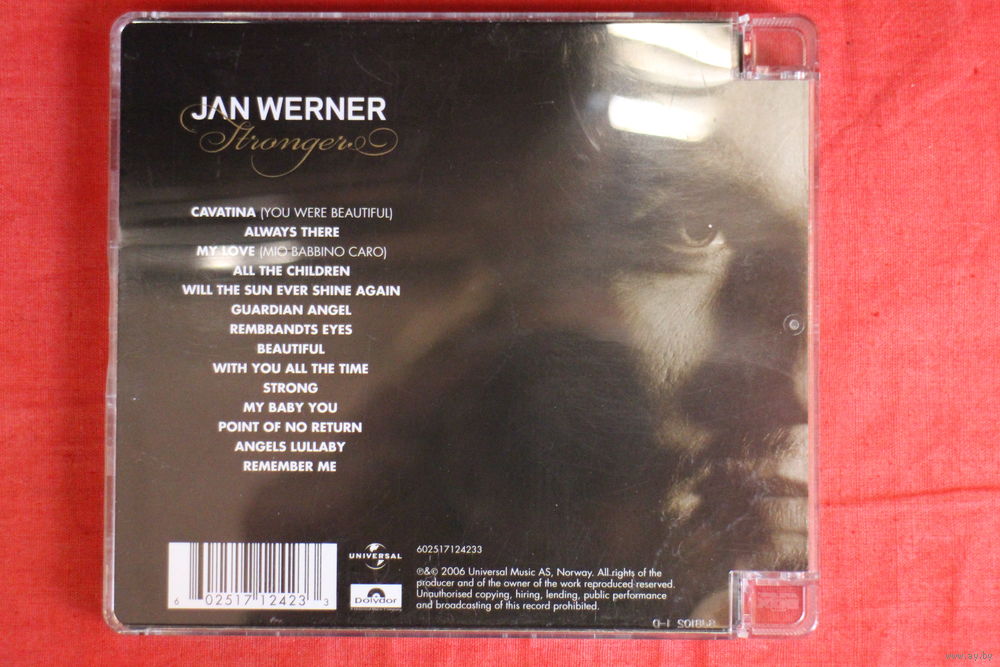 JAN WERNER
Stronger
CAVATINA (YOU WERE BEAUTIFUL)
ALWAYS THERE
MY LOVE (MIO BABBINO CARO)
ALL THE CHILDREN
WILL THE SUN EVER SHINE AGAIN
GUARDIAN ANGEL
REMBRANDTS EYES
BEAUTIFUL
WITH YOU ALL THE TIME
STRONG
MY BABY YOU
POINT OF NO RETURN
ANGELS LULLABY
REMEMBER ME
6 02517 12423 3
UNIVERSAL
Polydor
602517124233
℗&© 2006 Universal Music AS, Norway. All rights of the
producer and of the owner of the work reproduced reserved.
Unauthorised copying, hiring, lending, public performance
and broadcasting of this record prohibited.